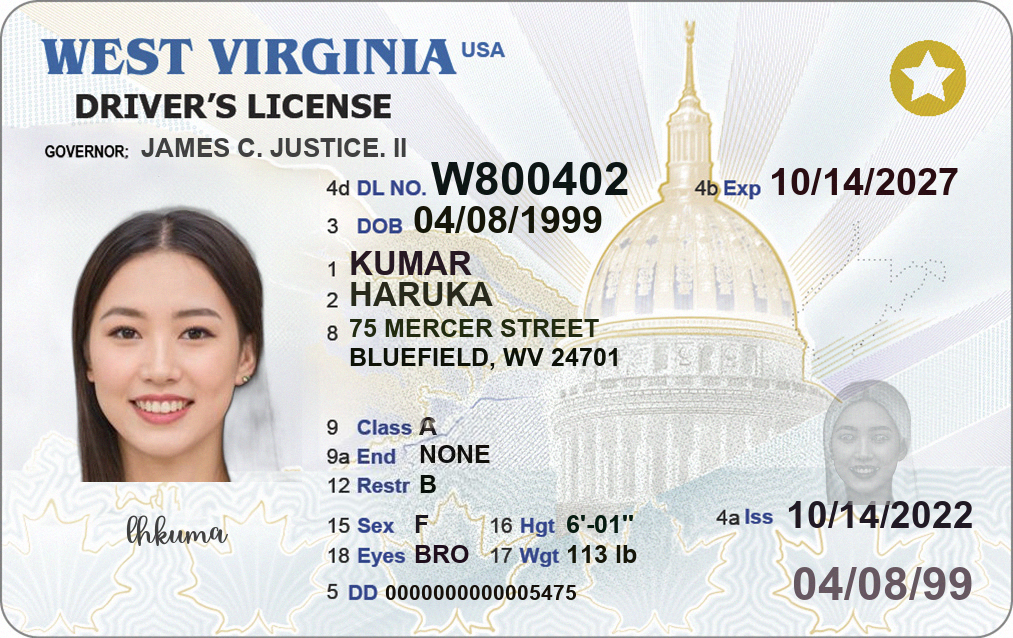 WEST VIRGINIA USA
DRIVER'S LICENSE
GOVERNOR: JAMES C. JUSTICE. II
4d DL NO. W800402 4b Exp 10/14/2027
3 DOB 04/08/1999
1 KUMAR
2 HARUKA
8 75 MERCER STREET
BLUEFIELD, WV 24701
9 Class A
9a End NONE
12 Restr B
15 Sex F 16 Hgt 6'-01" 4a Iss 10/14/2022
18 Eyes BRO 17 Wgt 113 lb
lhkuma
5 DD 0000000000005475
04/08/99